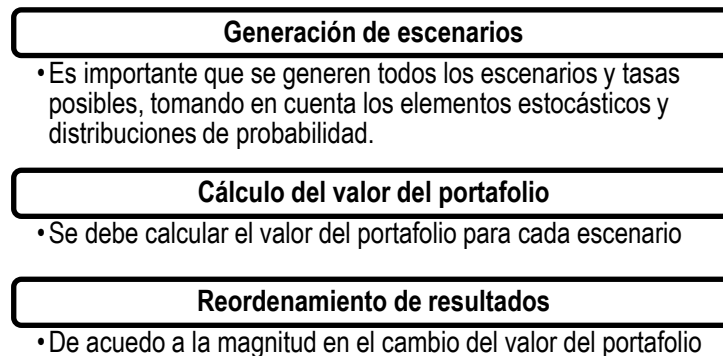 Generación de escenarios
•Es importante que se generen todos los escenarios y tasas
posibles, tomando en cuenta los elementos estocásticos y
distribuciones de probabilidad.
Cálculo del valor del portafolio
•Se debe calcular el valor del portafolio para cada escenario
Reordenamiento de resultados
•De acuerdo a la magnitud en el cambio del valor del portafolio